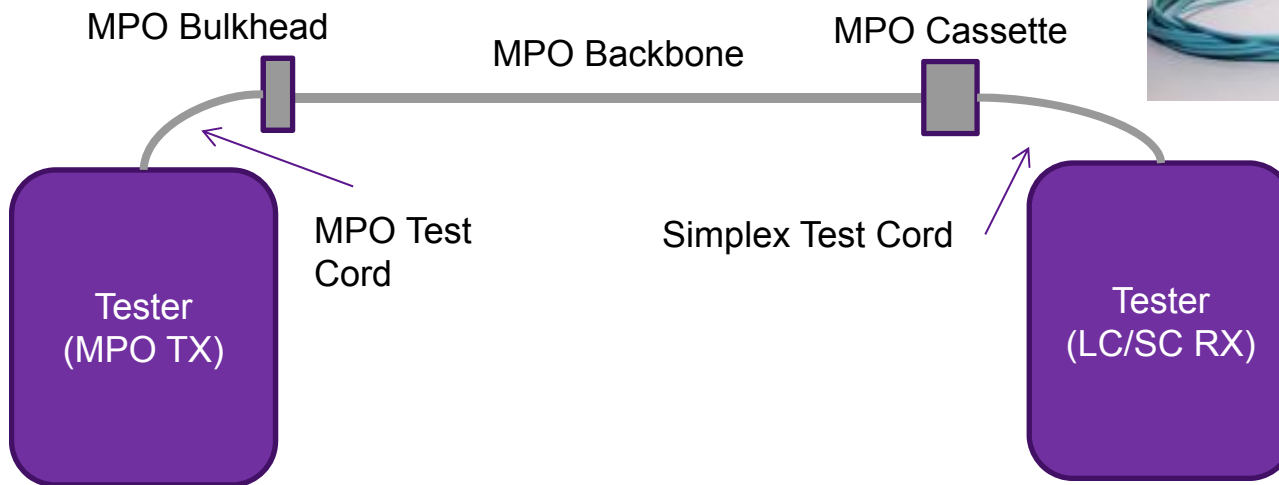 MPO Bulkhead
MPO Backbone
MPO Cassette
MPO Test
Cord
Simplex Test Cord
Tester
(MPO TX)
Tester
(LC/SC RX)